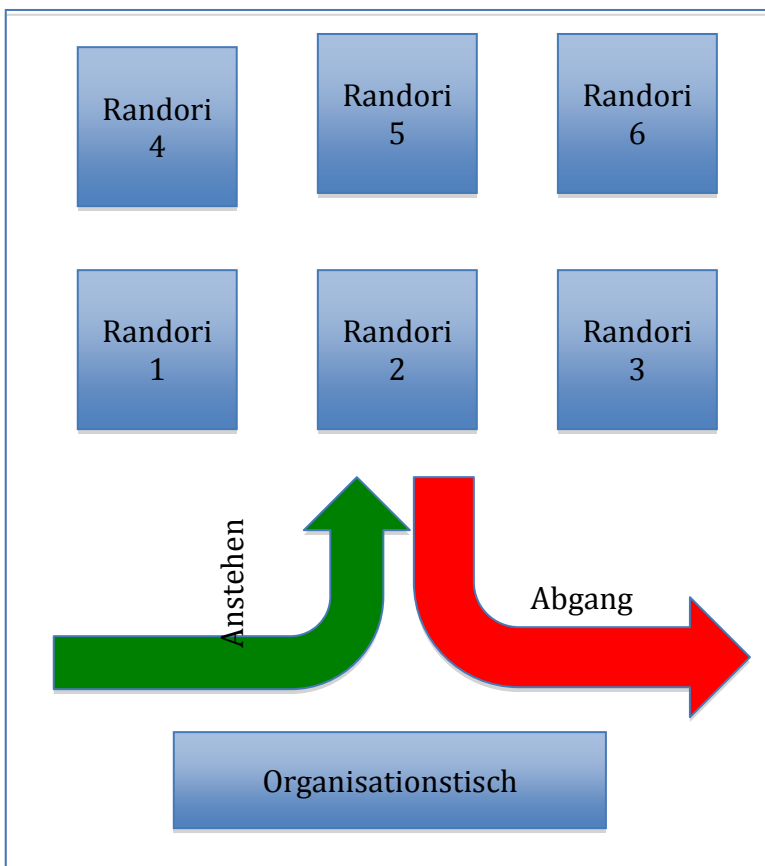 Randori
4
Randori
5
Randori
6
Randori
1
Randori
2
Randori
3
Anstehen
Abgang
Organisationstisch